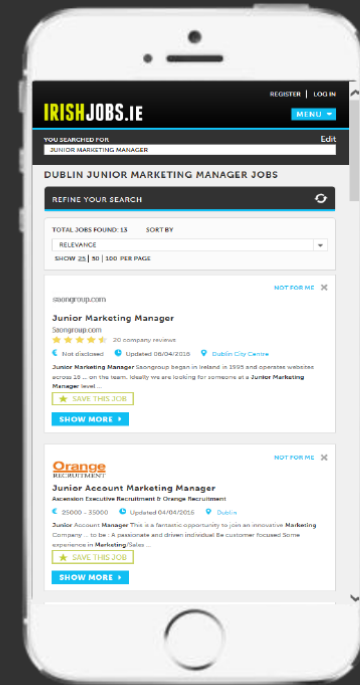 REGISTER | LOG IN
IRISHJOBS.IE
MENU
YOU SEARCHED FOR
Edit
JUNIOR MARKETING MANAGER
DUBLIN JUNIOR MARKETING MANAGER JOBS
REFINE YOUR SEARCH
TOTAL JOBS FOUND: 13 SORT BY
RELEVANCE
SHOW 25 | 50 | 100 PER PAGE
NOT FOR ME
saongroup.com
Junior Marketing Manager
Saongroup.com
20 company reviews
€ Not disclosed Updated 06/04/2016 Dublin City Centre
Junior Marketing Manager Saongroup began in Ireland in 1995 and operates websites
across 16 ... on the team. Ideally we are looking for someone at a Junior Marketing
Manager level ...
SAVE THIS JOB
SHOW MORE
NOT FOR ME
Orange
RECRUITMENT
Junior Account Marketing Manager
Ascension Executive Recruitment & Orange Recruitment
€ 25000 - 35000 Updated 04/04/2016 Dublin
Junior Account Manager This is a fantastic opportunity to join an innovative Marketing
Company ... to be : A passionate and driven individual Be customer focused Some
experience in Marketing/Sales ...
SAVE THIS JOB
SHOW MORE